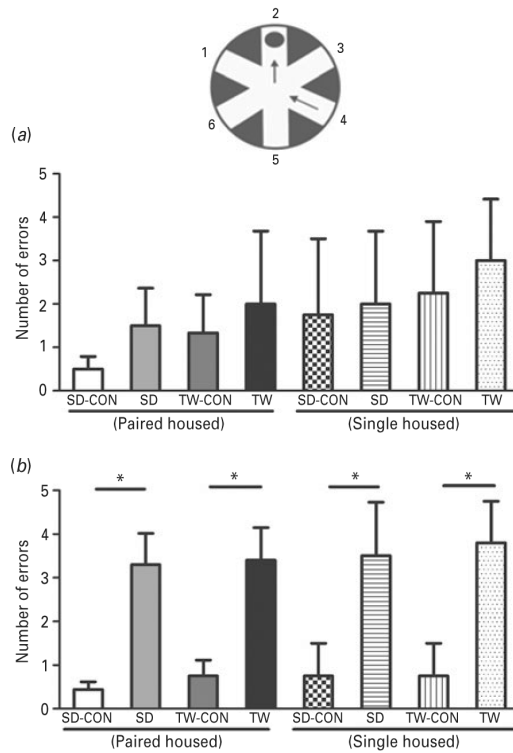 2
1
3
6
4
5
(a)
Number of errors
5
4
3
2
1
0
SD-CON SD TW-CON TW SD-CON SD TW-CON TW
(Paired housed) (Single housed)
(b)
* * * *
Number of errors
5
4
3
2
1
0
SD-CON SD TW-CON TW SD-CON SD TW-CON TW
(Paired housed) (Single housed)